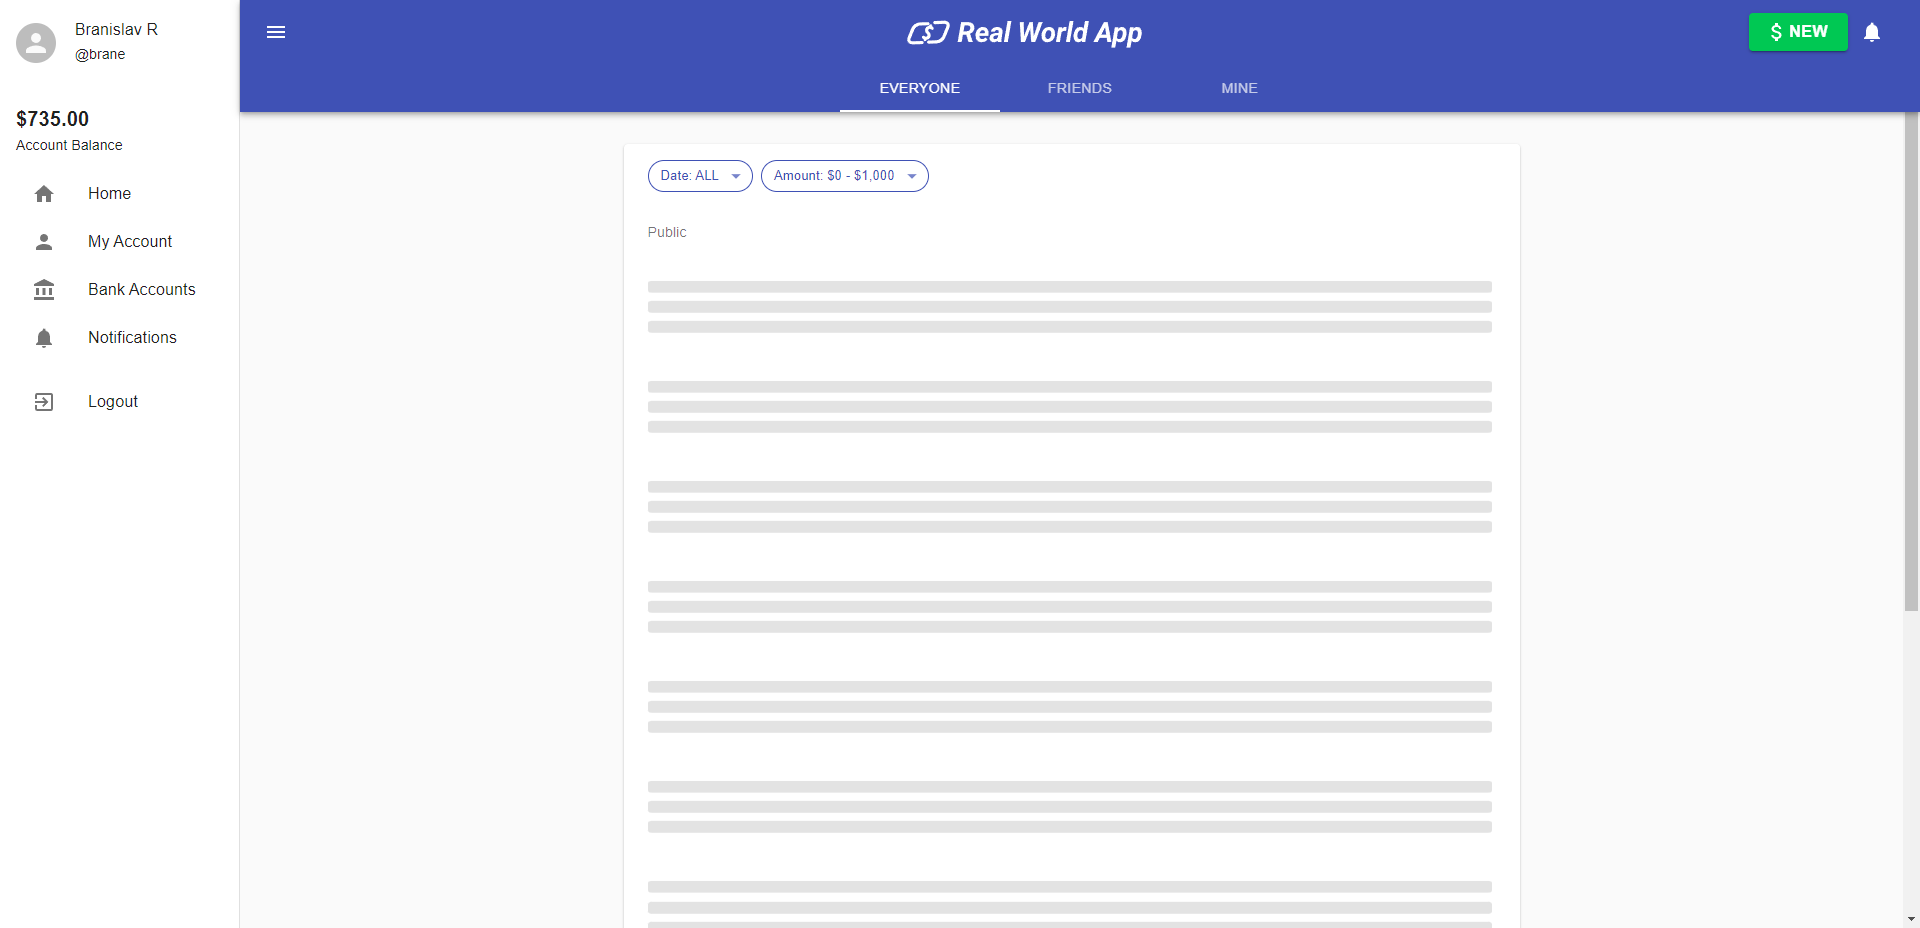 Branislav R
@brane
$735.00
Account Balance
Home
My Account
Bank Accounts
Notifications
Logout
Real World App
$ NEW
EVERYONE
FRIENDS
MINE
Date: ALL
Amount: $0 - $1,000
Public